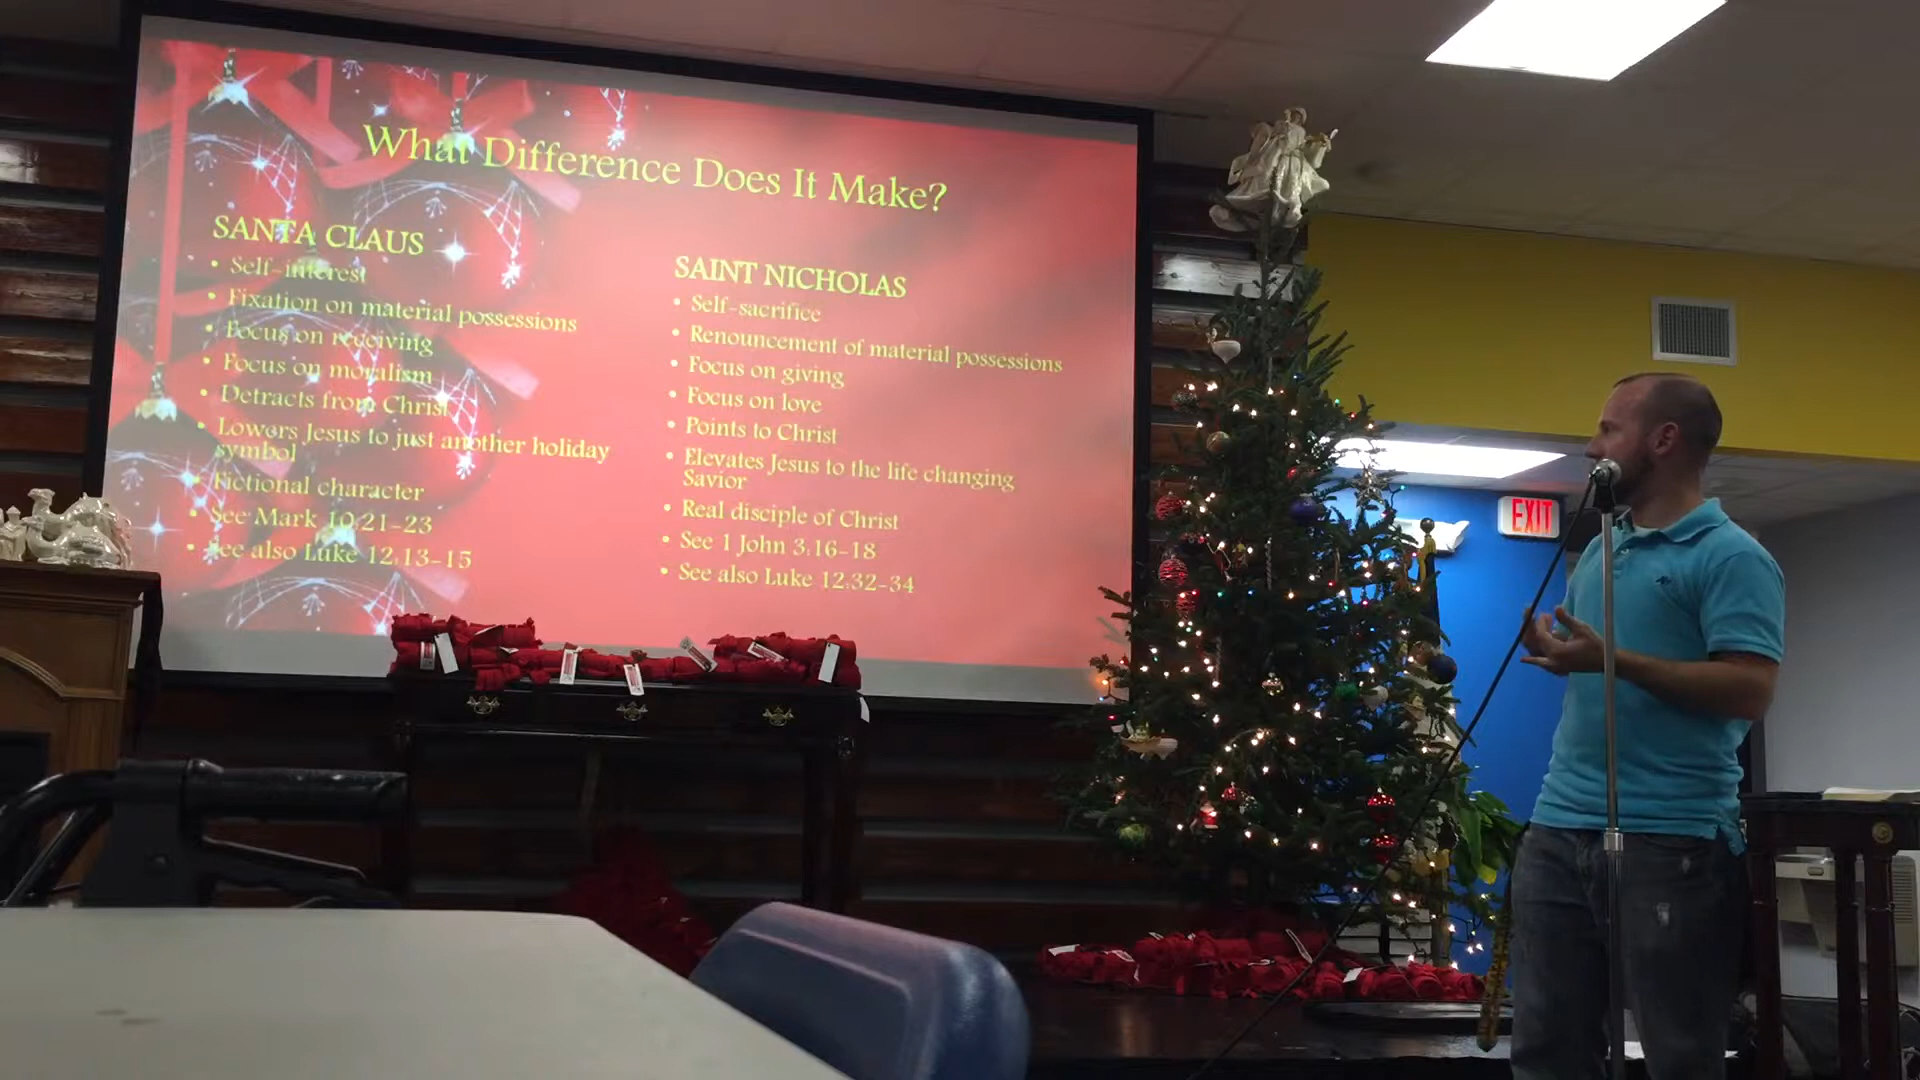 What Difference Does It Make?
SANTA CLAUS
• Self-interest
• Fixation on material possessions
• Focus on receiving
• Focus on moralism
• Detracts from Christ
• Lowers Jesus to just another holiday
symbol
• Fictional character
• See Mark 10:21-23
• See also Luke 12:13-15
SAINT NICHOLAS
• Self-sacrifice
• Renouncement of material possessions
• Focus on giving
• Focus on love
• Points to Christ
• Elevates Jesus to the life changing
Savior
• Real disciple of Christ
• See 1 John 3:16-18
• See also Luke 12:32-34
EXIT